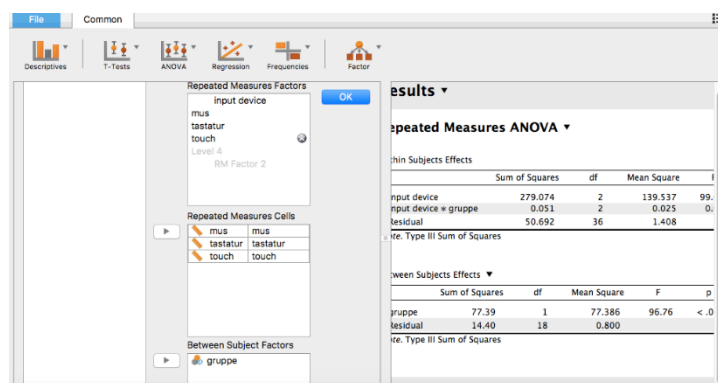 File Common
Descriptives T-Tests ANOVA Regression Frequencies Factor
Repeated Measures Factors
input device
mus
tastatur
touch
Level 4
RM Factor 2
OK
Repeated Measures Cells
mus mus
tastatur tastatur
touch touch
Between Subject Factors
gruppe
esults
epeated Measures ANOVA
thin Subjects Effects
Sum of Squares df Mean Square F
nput device 279.074 2 139.537 99.
nput device * gruppe 0.051 2 0.025 0.
Residual 50.692 36 1.408
ote. Type III Sum of Squares
tween Subjects Effects
Sum of Squares df Mean Square F p
gruppe 77.39 1 77.386 96.76 < .0
Residual 14.40 18 0.800
ote. Type III Sum of Squares